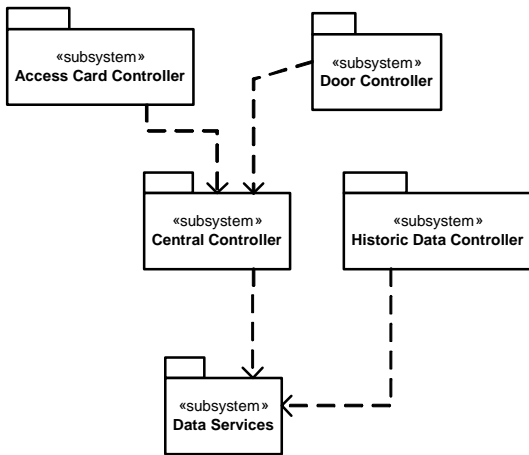 «subsystem»
Access Card Controller
«subsystem»
Door Controller
«subsystem»
Central Controller
«subsystem»
Historic Data Controller
«subsystem»
Data Services